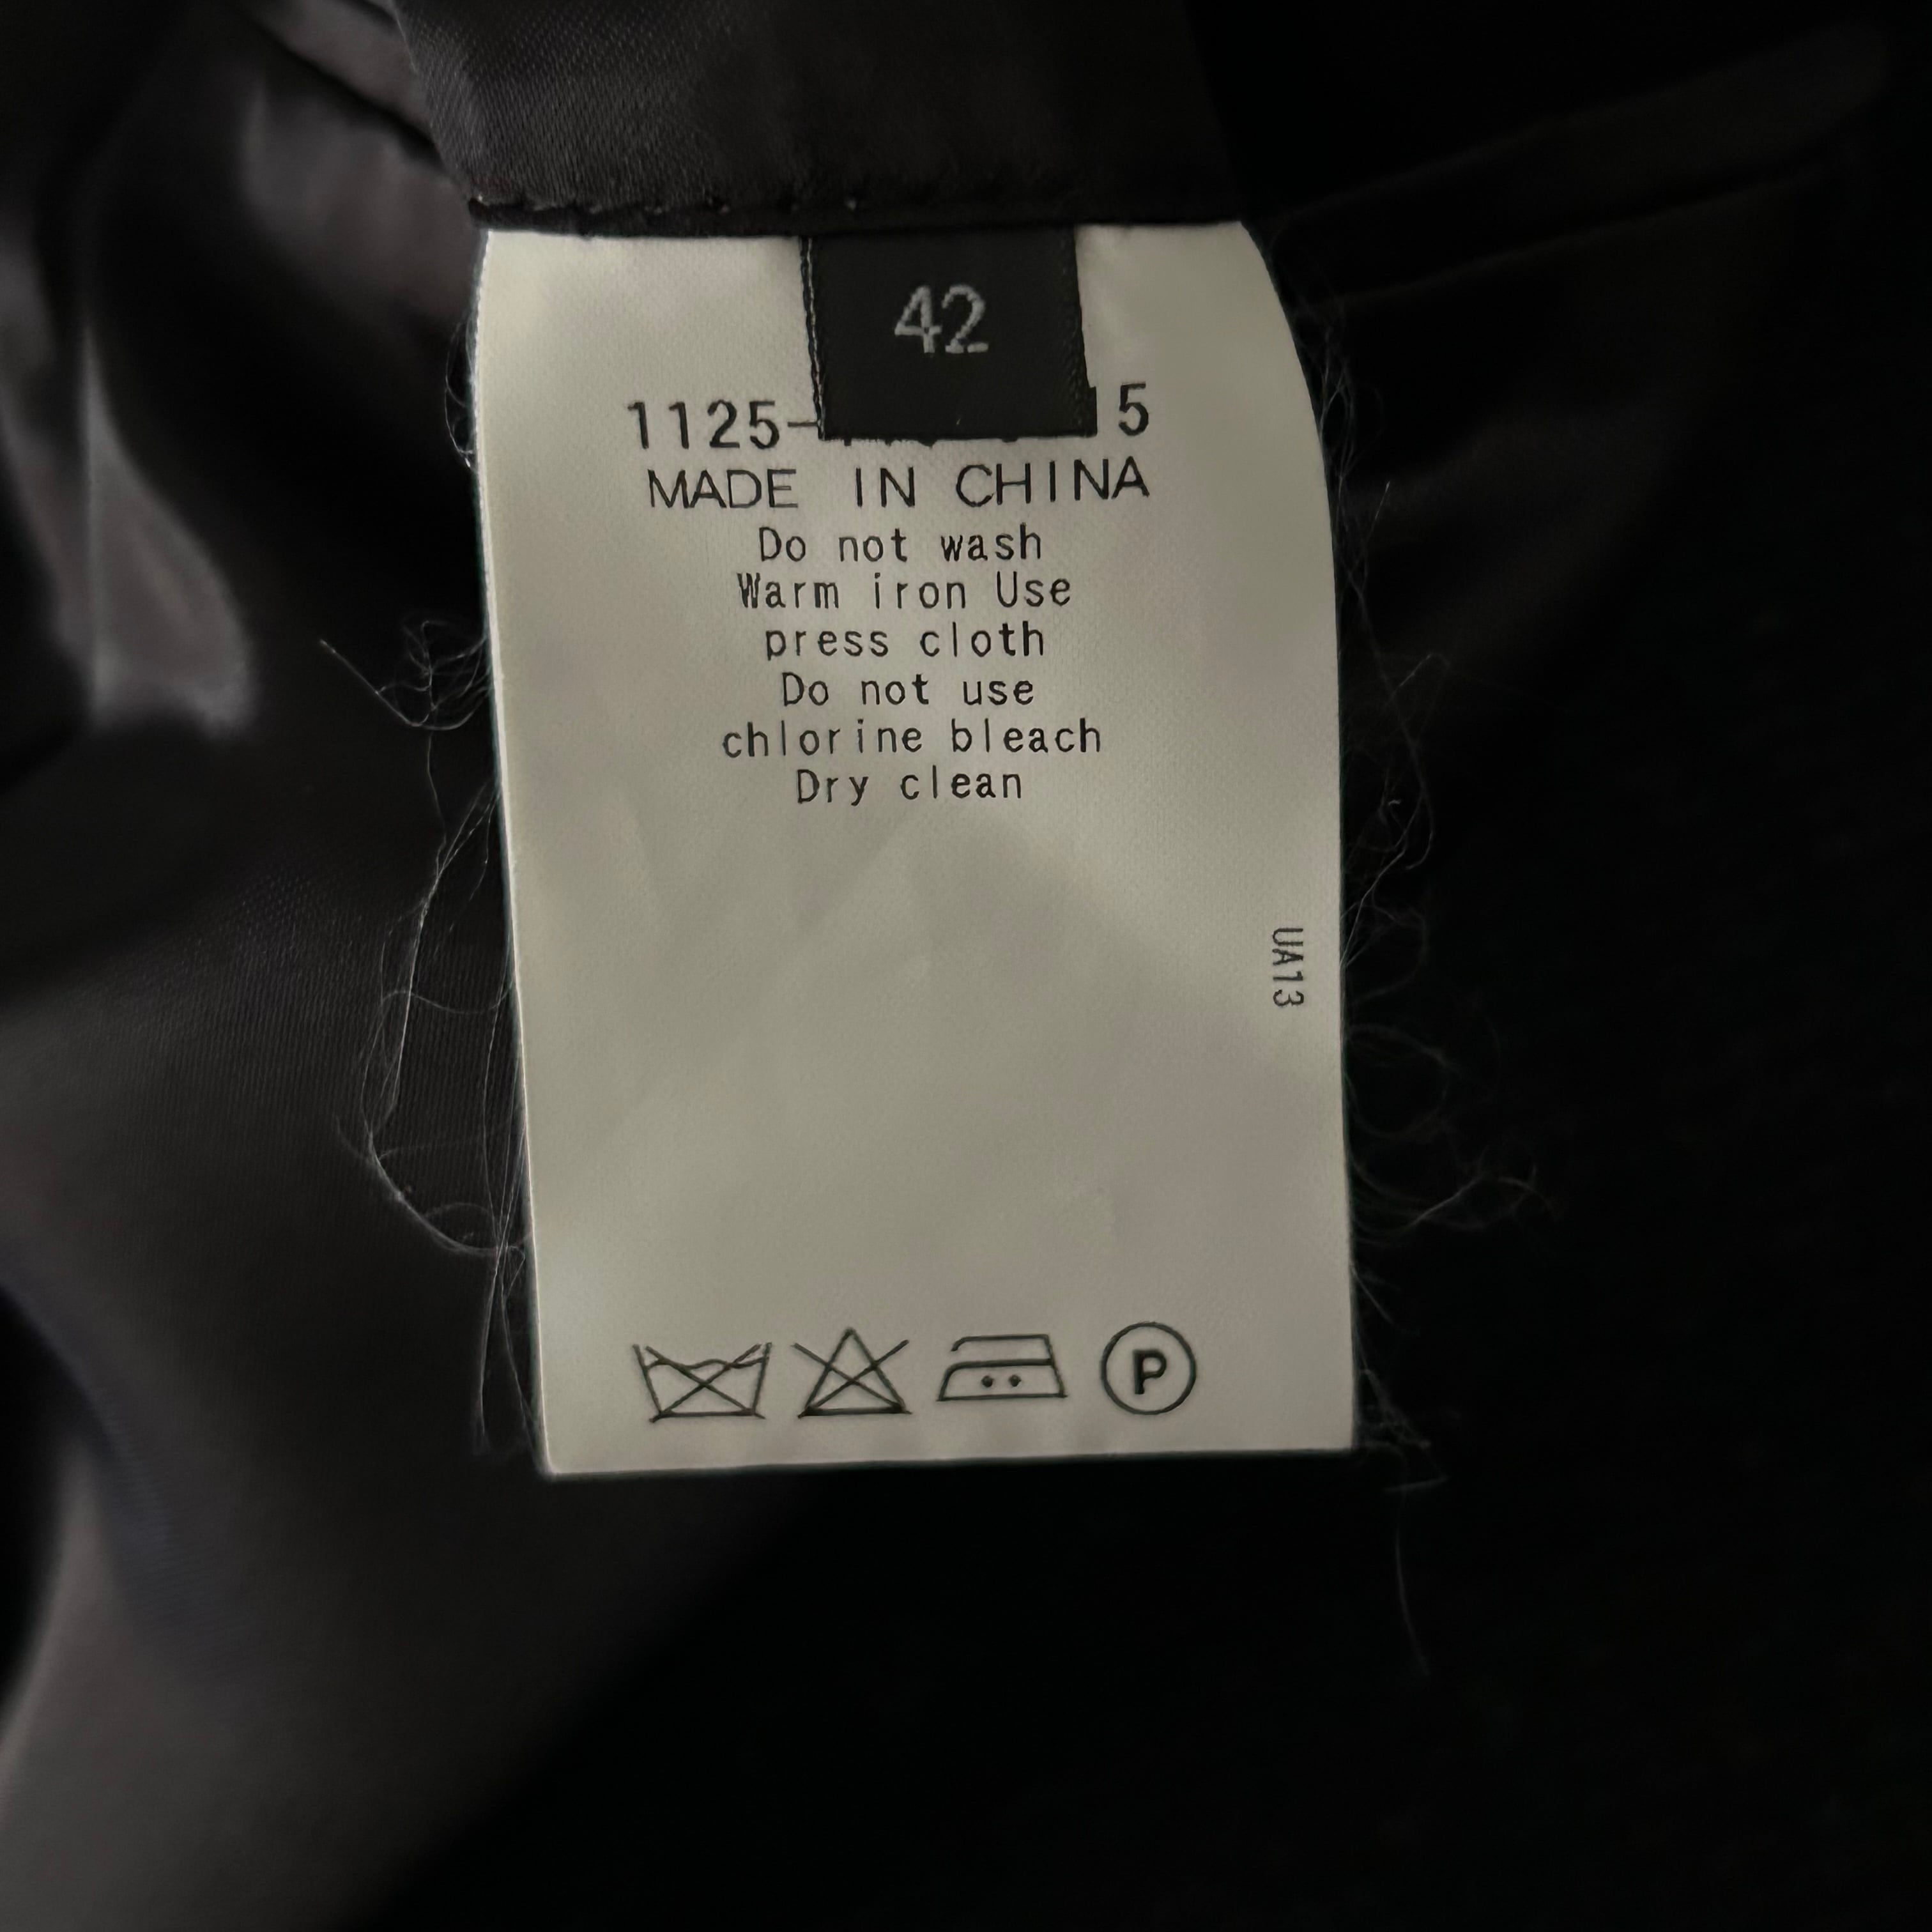 42
1125- 5
MADE IN CHINA
Do not wash
Warm iron Use
press cloth
Do not use
chlorine bleach
Dry clean
UA13
P